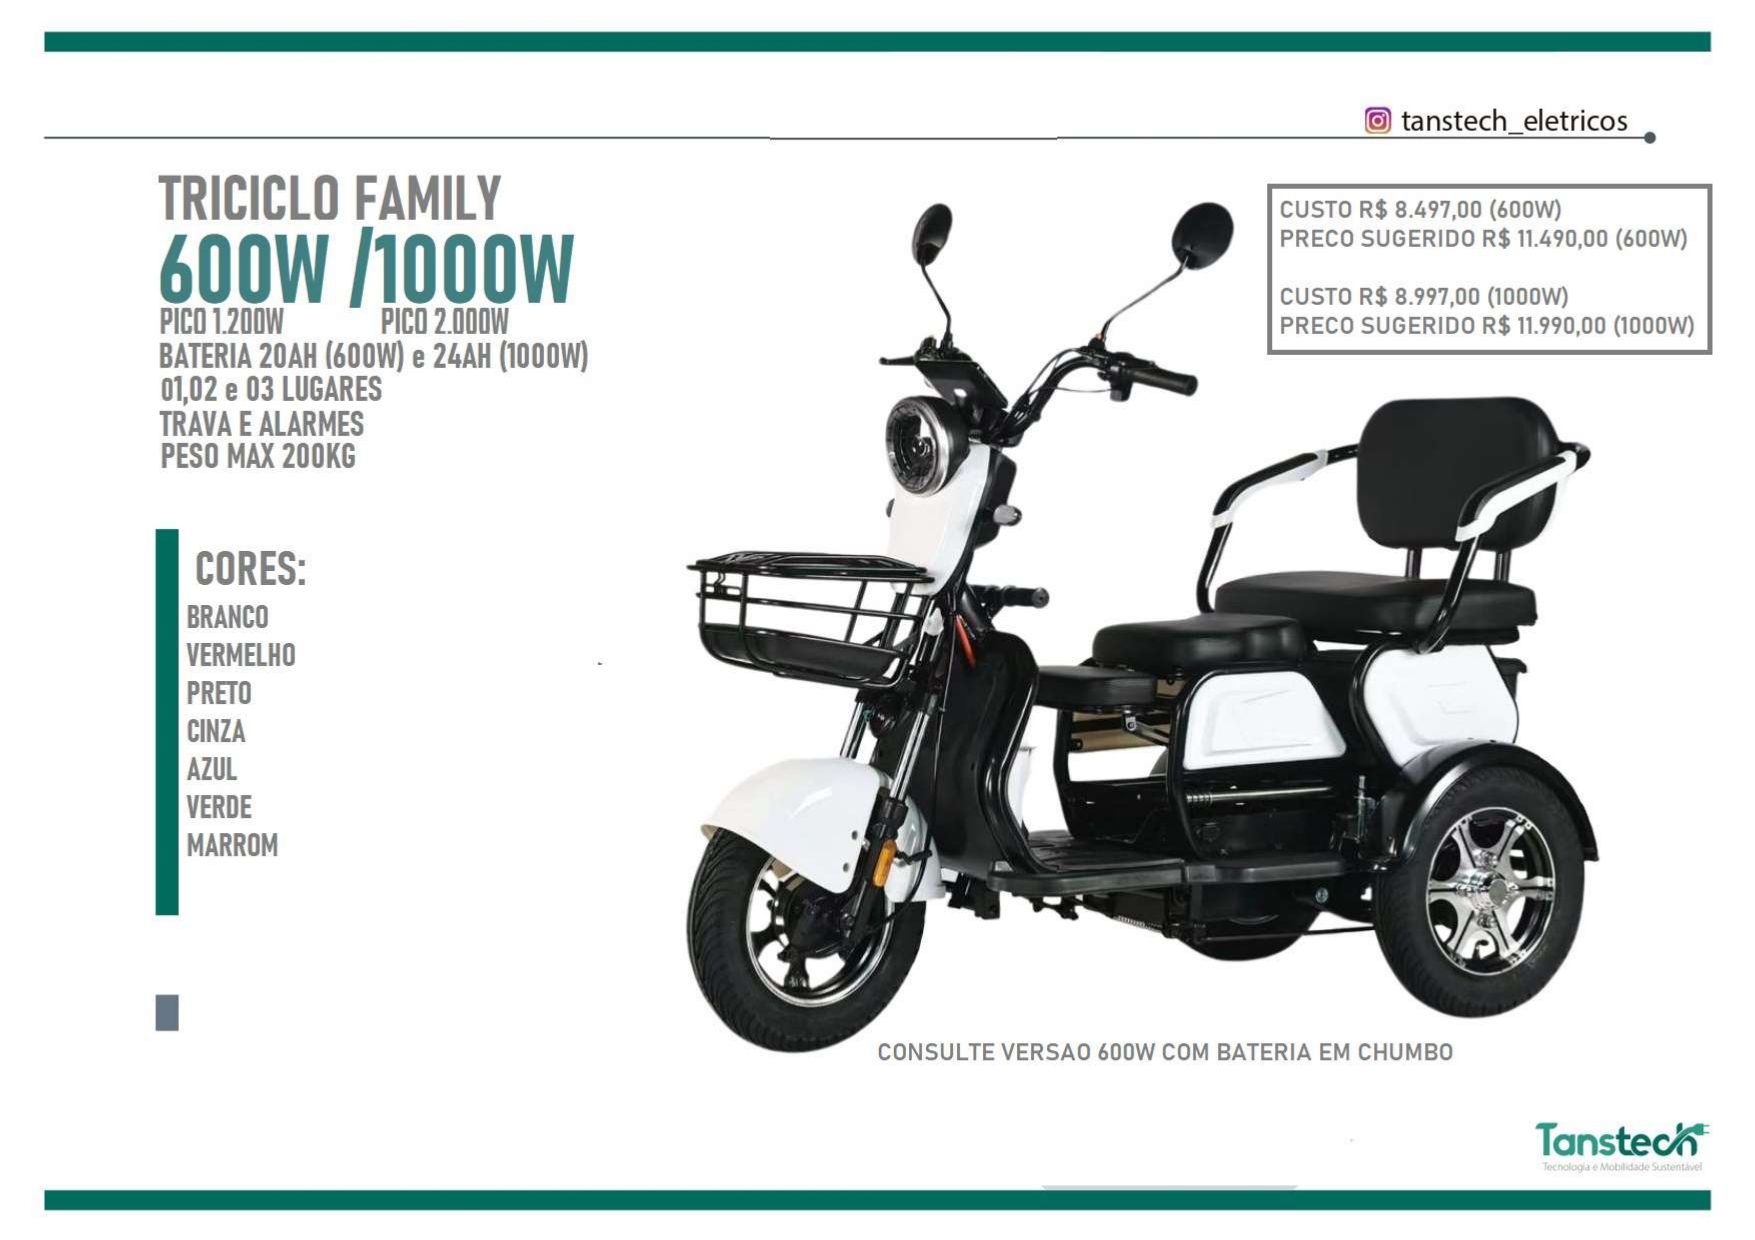 tanstech_eletricos
TRICICLO FAMILY
600W /1000W
PICO 1.200W PICO 2.000W
BATERIA 20AH (600W) e 24AH (1000W)
01,02 e 03 LUGARES
TRAVA E ALARMES
PESO MAX 200KG
CUSTO R$ 8.497,00 (600W)
PRECO SUGERIDO R$ 11.490,00 (600W)
CUSTO R$ 8.997,00 (1000W)
PRECO SUGERIDO R$ 11.990,00 (1000W)
CORES:
BRANCO
VERMELHO
PRETO
CINZA
AZUL
VERDE
MARROM
CONSULTE VERSAO 600W COM BATERIA EM CHUMBO
Tanstech
Tecnologia e Mobilidade Sustentável